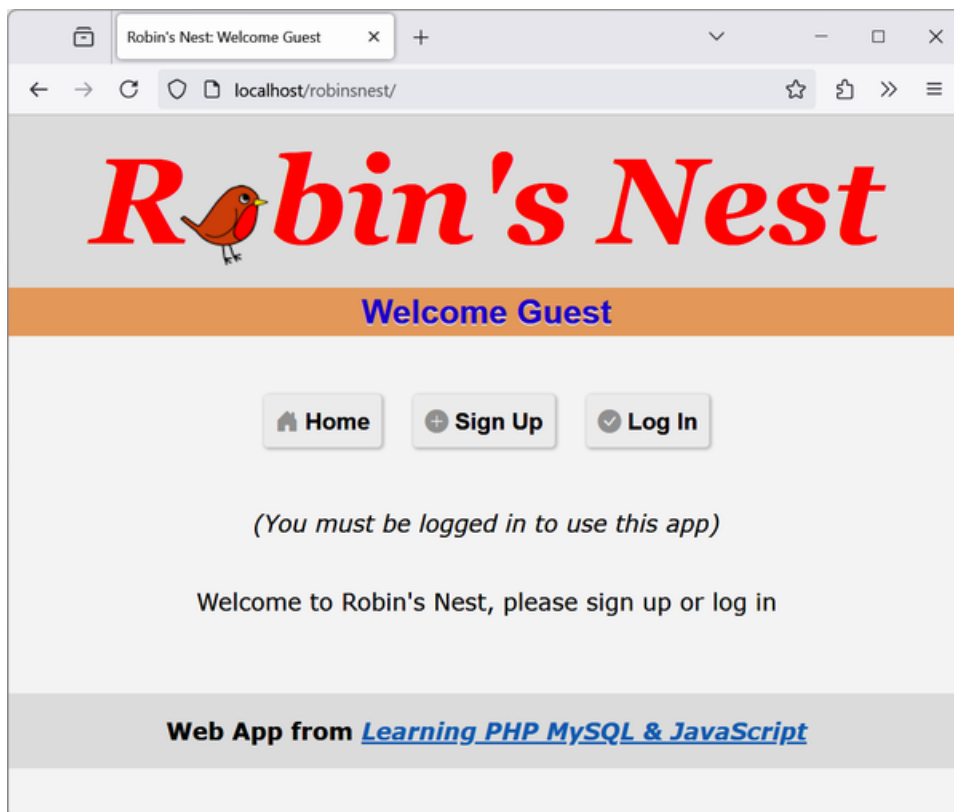 Robin's Nest: Welcome Guest
localhost/robinsnest/
Robin's Nest
Welcome Guest
Home Sign Up Log In
(You must be logged in to use this app)
Welcome to Robin's Nest, please sign up or log in
Web App from Learning PHP MySQL & JavaScript